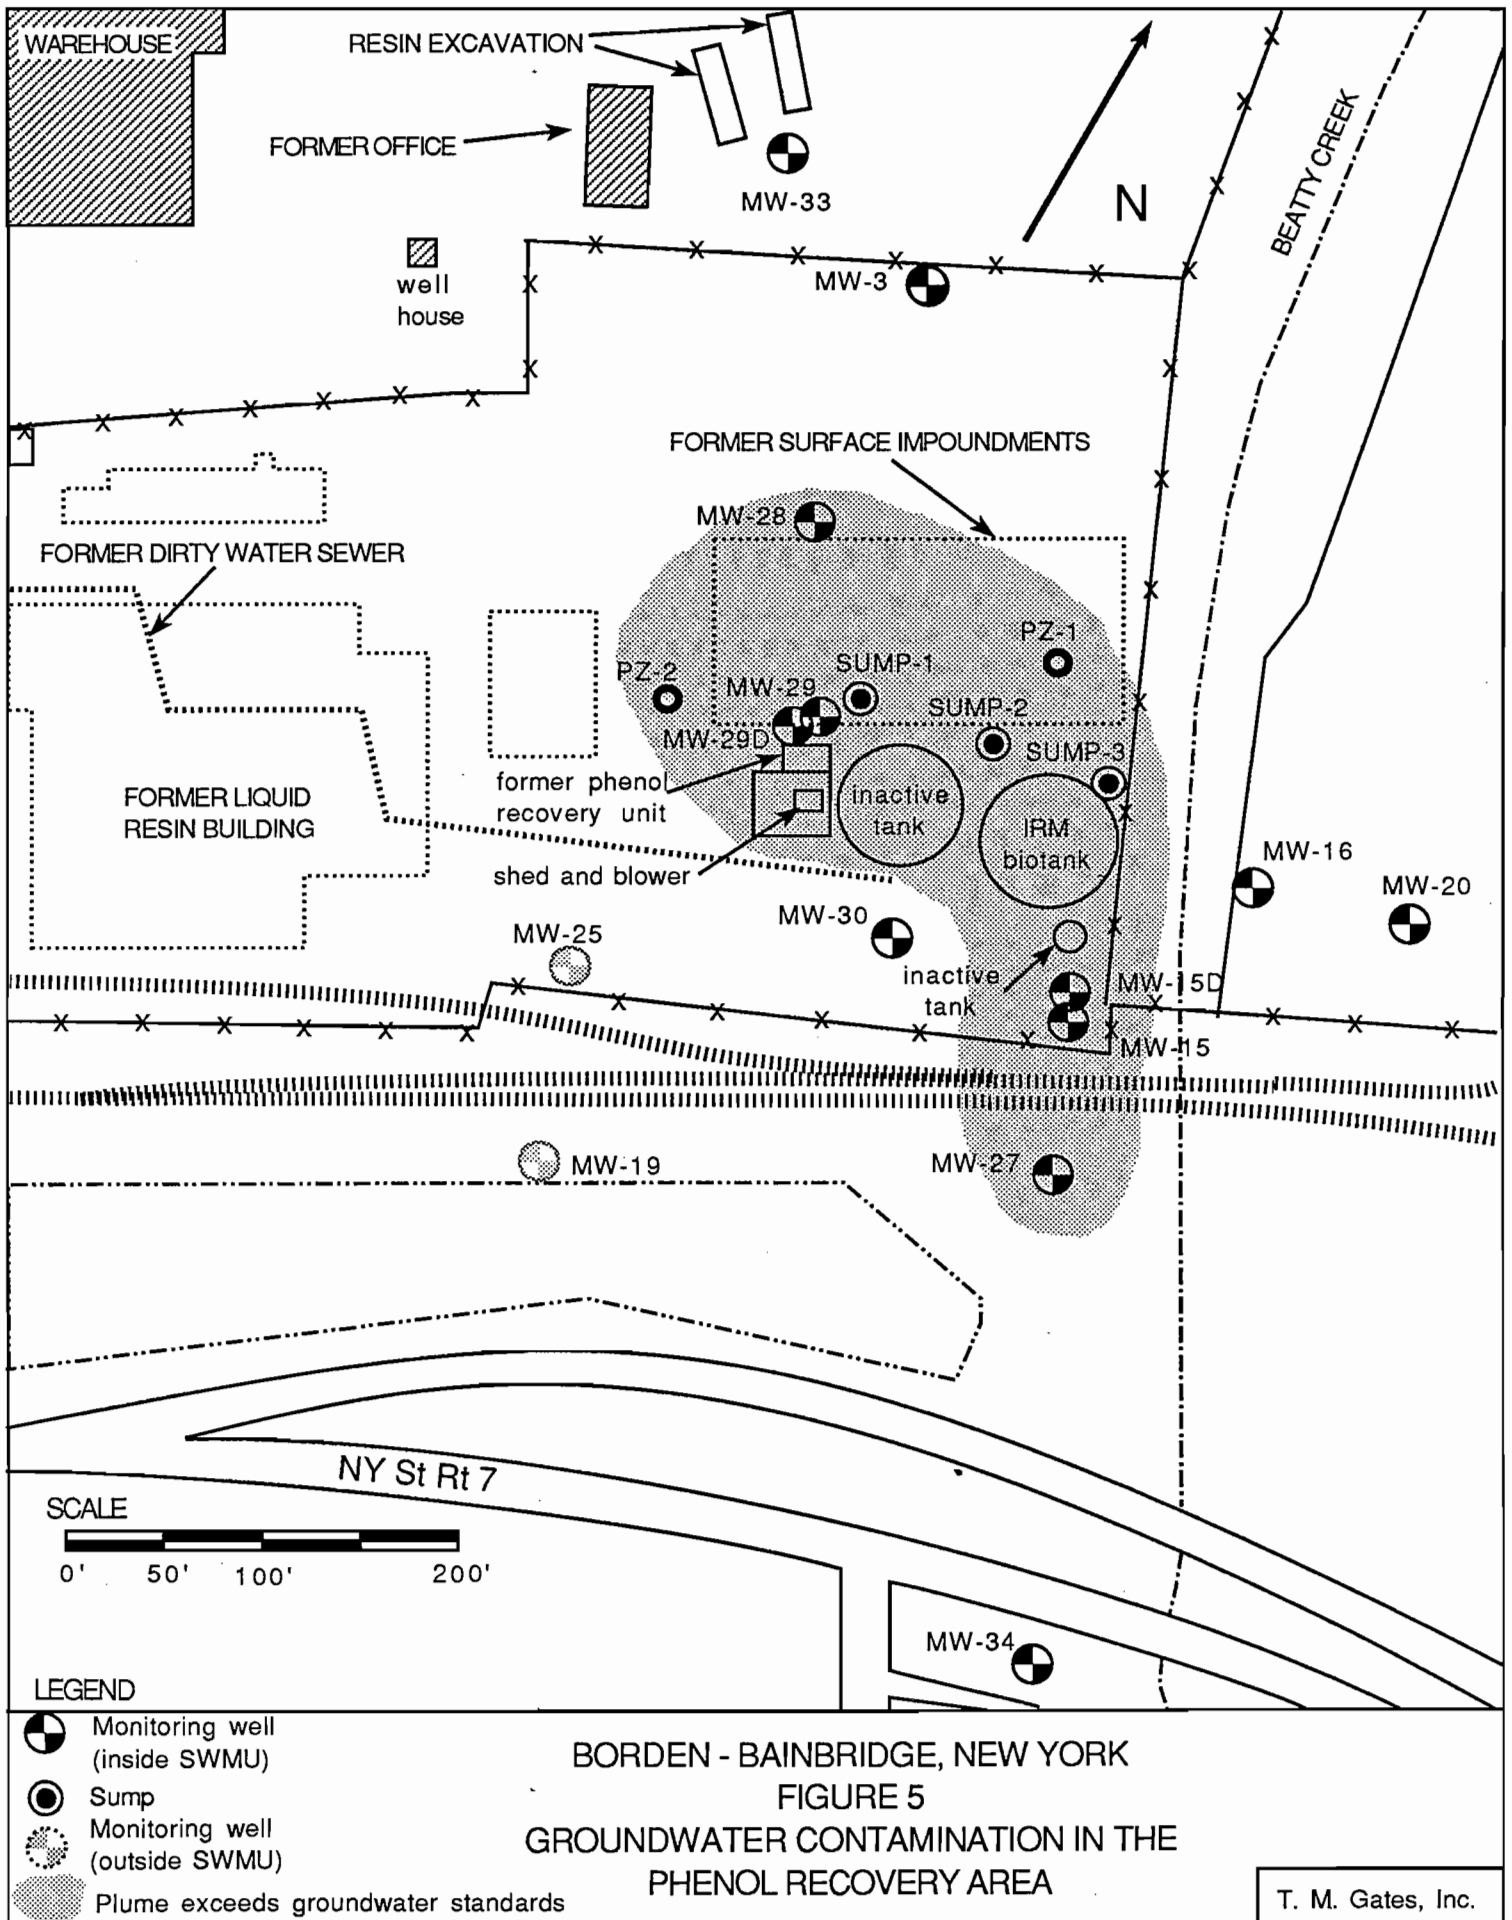 WAREHOUSE
RESIN EXCAVATION
FORMER OFFICE
MW-33
N
BEATTY CREEK
well
house
MW-3
FORMER SURFACE IMPOUNDMENTS
MW-28
FORMER DIRTY WATER SEWER
PZ-1
PZ-2
SUMP-1
MW-29
SUMP-2
MW-29D
SUMP-3
former phenol
recovery unit
inactive
tank
FORMER LIQUID
RESIN BUILDING
IRM
biotank
shed and blower
MW-16
MW-20
MW-30
MW-25
inactive
tank
MW-15D
MW-15
MW-19
MW-27
NY St Rt 7
SCALE
0' 50' 100' 200'
MW-34
LEGEND
Monitoring well
(inside SWMU)
Sump
Monitoring well
(outside SWMU)
Plume exceeds groundwater standards
BORDEN - BAINBRIDGE, NEW YORK
FIGURE 5
GROUNDWATER CONTAMINATION IN THE
PHENOL RECOVERY AREA
T. M. Gates, Inc.